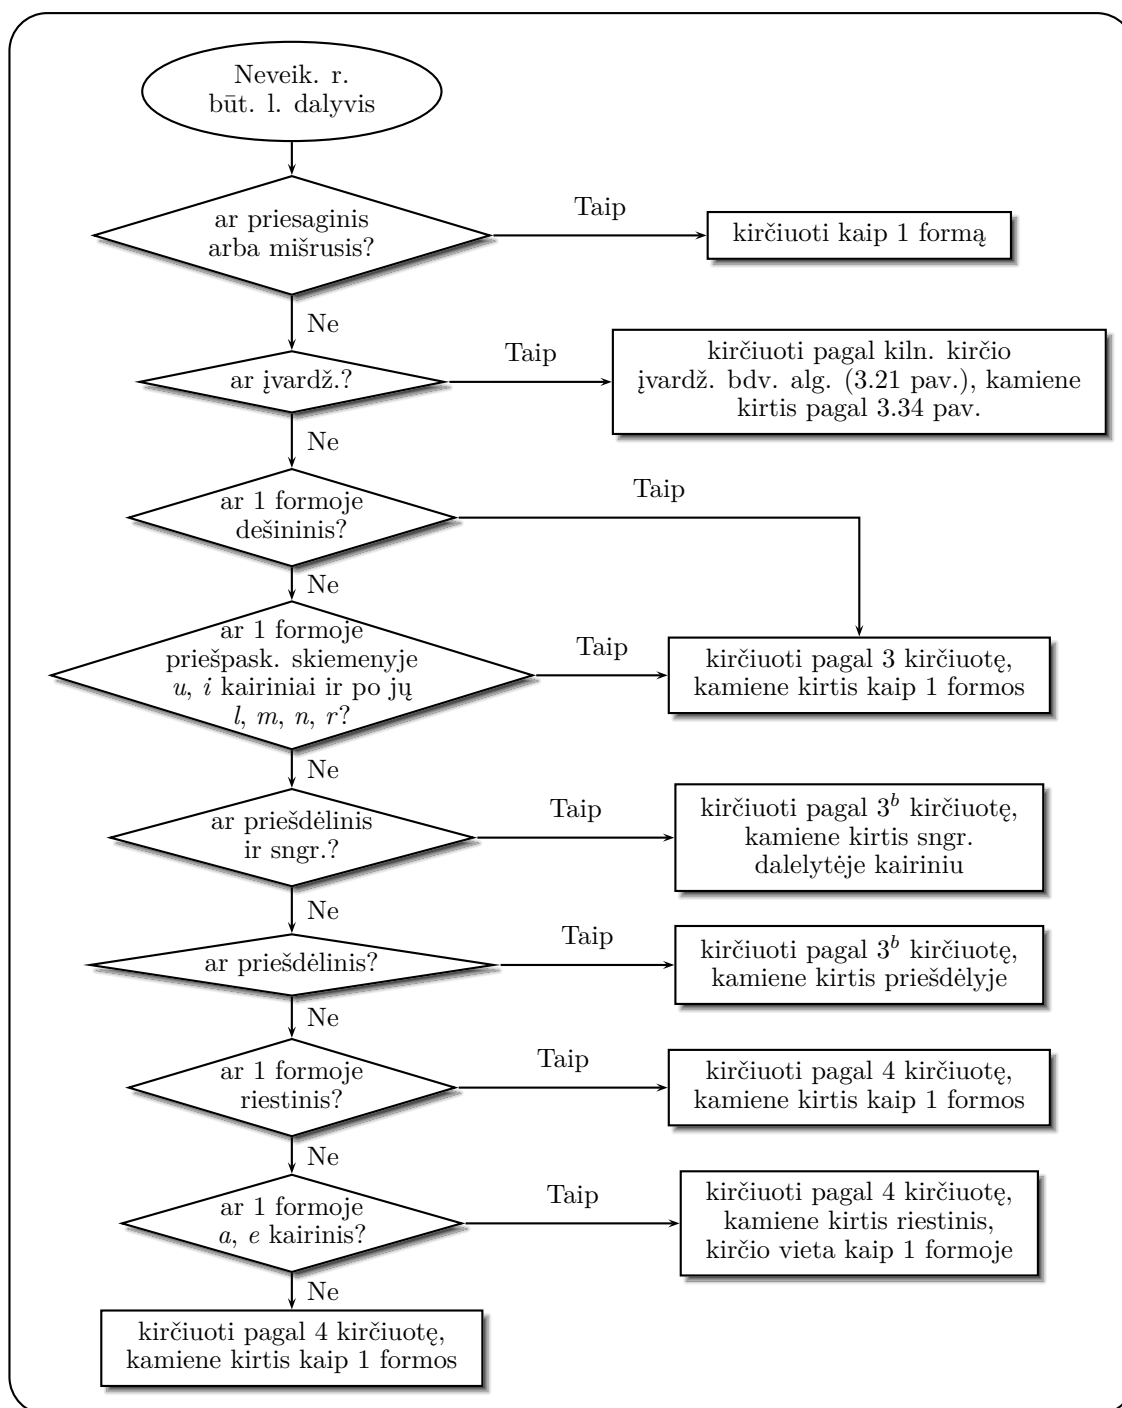 Neveik. r.
būt. l. dalyvis
ar priesaginis
arba mišrusis?
Taip
kirčiuoti kaip 1 formą
Ne
ar įvardž.?
Taip
kirčiuoti pagal kiln. kirčio
įvardž. bdv. alg. (3.21 pav.), kamiene
kirtis pagal 3.34 pav.
Ne
ar 1 formoje
dešininis?
Taip
Ne
ar 1 formoje
priešpask. skiemenyje
u, i kairiniai ir po jų
l, m, n, r?
Taip
kirčiuoti pagal 3 kirčiuotę,
kamiene kirtis kaip 1 formos
Ne
ar priešdėlinis
ir sngr.?
Taip
kirčiuoti pagal 3ᵇ kirčiuotę,
kamiene kirtis sngr.
dalelytėje kairiniu
Ne
ar priešdėlinis?
Taip
kirčiuoti pagal 3ᵇ kirčiuotę,
kamiene kirtis priešdėlyje
Ne
ar 1 formoje
riestinis?
Taip
kirčiuoti pagal 4 kirčiuotę,
kamiene kirtis kaip 1 formos
Ne
ar 1 formoje
a, e kairinis?
Taip
kirčiuoti pagal 4 kirčiuotę,
kamiene kirtis riestinis,
kirčio vieta kaip 1 formoje
Ne
kirčiuoti pagal 4 kirčiuotę,
kamiene kirtis kaip 1 formos